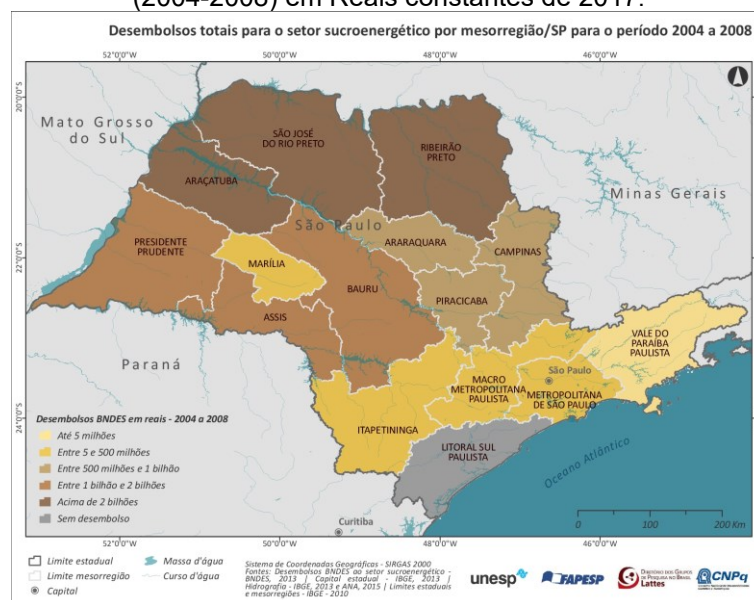 (2004-2008) em Reais constantes de 2017.
Desembolsos totais para o setor sucroenergético por mesorregião/SP para o período 2004 a 2008
52°0'0"O
50°0'0"O
48°0'0"O
46°0'0"O
20°0'0"S
22°0'0"S
24°0'0"S
Mato Grosso
do Sul
SÃO JOSÉ
DO RIO PRETO
RIBEIRÃO
PRETO
Minas Gerais
ARAÇATUBA
São Paulo
PRESIDENTE
PRUDENTE
MARÍLIA
BAURU
ARARAQUARA
CAMPINAS
PIRACICABA
ASSIS
Paraná
VALE DO
PARAÍBA
PAULISTA
São Paulo
MACRO
METROPOLITANA
PAULISTA
METROPOLITANA
DE SÃO PAULO
ITAPETININGA
LITORAL SUL
PAULISTA
Oceano Atlântico
Curitiba
Desembolsos BNDES em reais - 2004 a 2008
Até 5 milhões
Entre 5 e 500 milhões
Entre 500 milhões e 1 bilhão
Entre 1 bilhão e 2 bilhões
Acima de 2 bilhões
Sem desembolso
0 50 100 200 Km
50°0'0"O
48°0'0"O
46°0'0"O
Limite estadual
Limite mesorregião
Capital
Massa d'água
Curso d'água
Sistema de Coordenadas Geográficas - SIRGAS 2000
Fontes: Desembolsos BNDES ao setor sucroenergético -
BNDES, 2013 | Capital estadual - IBGE, 2013 |
Hidrografia - IBGE, 2013 e ANA, 2015 | Limites estaduais
e mesorregiões - IBGE - 2010
unesp
FAPESP
DIRETÓRIO DOS GRUPOS
DE PESQUISA NO BRASIL
Lattes
CNPq